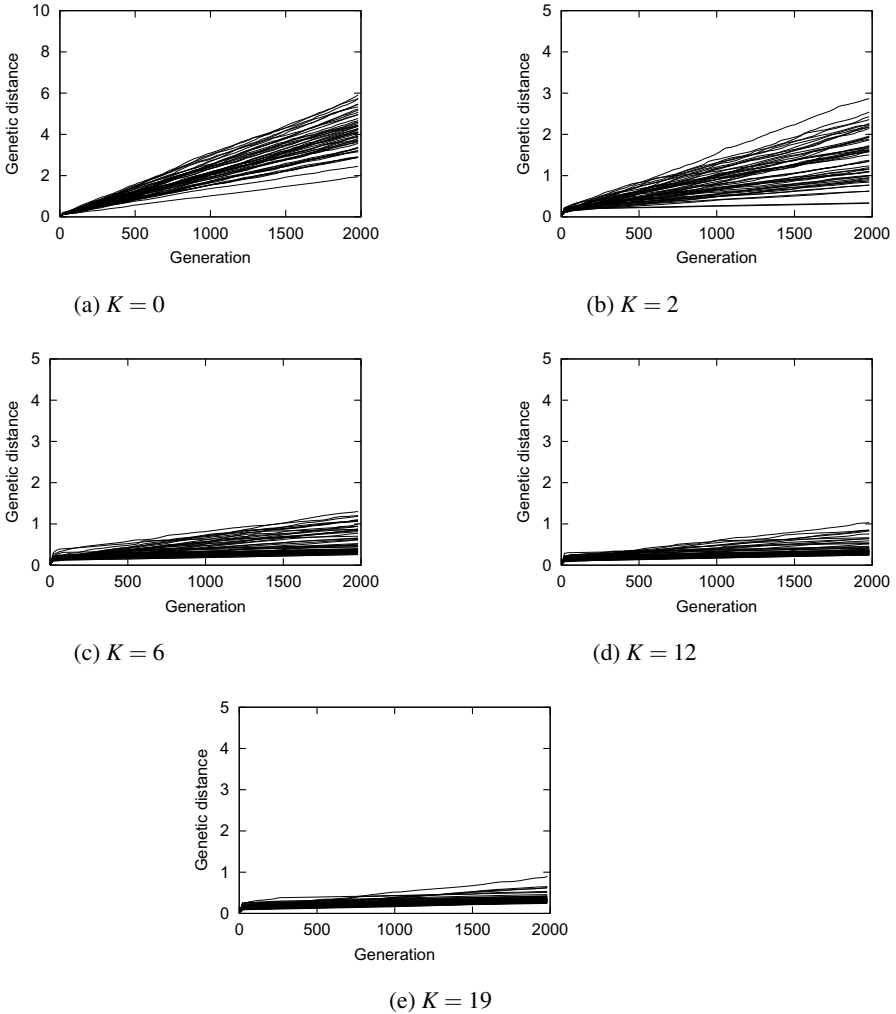 10
8
6
4
2
0
Genetic distance
0 500 1000 1500 2000
Generation
(a) K = 0
5
4
3
2
1
0
Genetic distance
0 500 1000 1500 2000
Generation
(b) K = 2
5
4
3
2
1
0
Genetic distance
0 500 1000 1500 2000
Generation
(c) K = 6
5
4
3
2
1
0
Genetic distance
0 500 1000 1500 2000
Generation
(d) K = 12
5
4
3
2
1
0
Genetic distance
0 500 1000 1500 2000
Generation
(e) K = 19